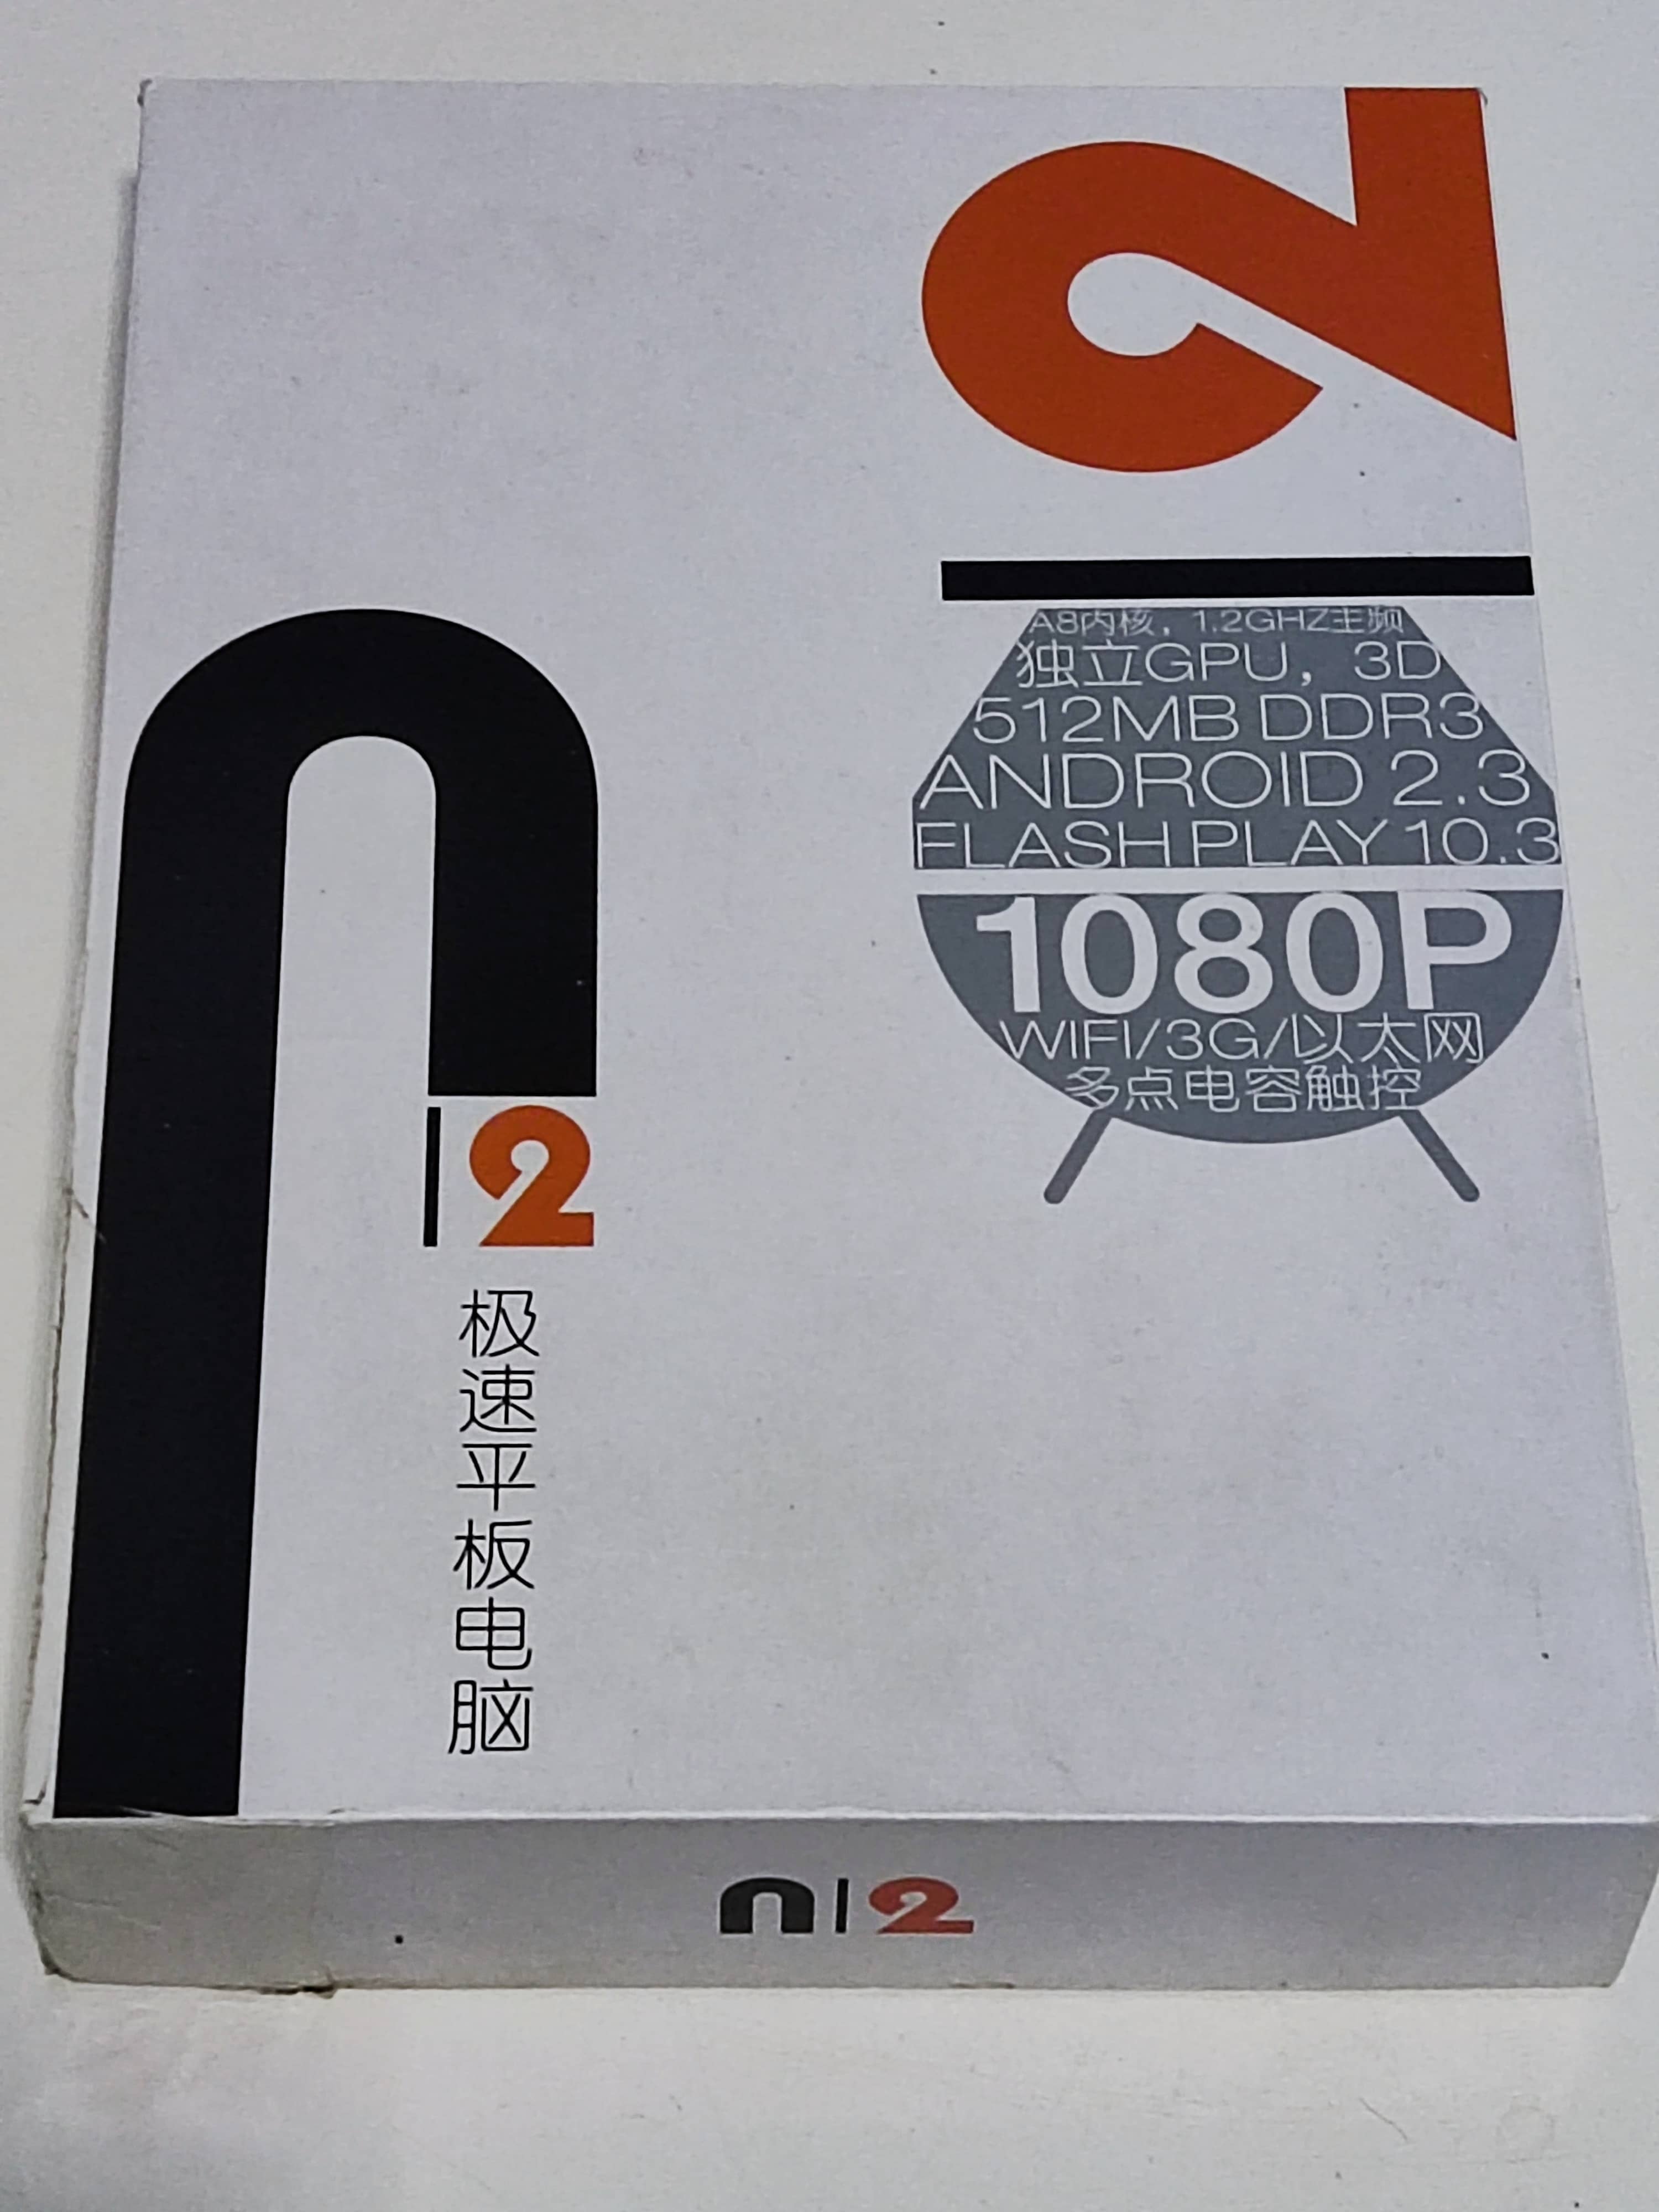 2
A8内核，1.2GHZ主频
独立GPU，3D
512MB DDR3
ANDROID 2.3
FLASH PLAY 10.3
1080P
WIFI/3G/以太网
多点电容触控
n
|2
极速平板电脑
n|2